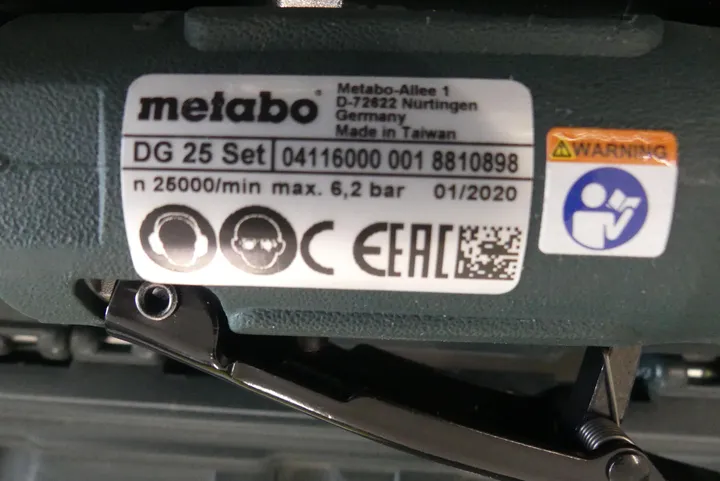 metabo
Metabo-Allee 1
D-72622 Nürtingen
Germany
Made in Taiwan
DG 25 Set
04116000 001 8810898
n 25000/min max. 6,2 bar 01/2020
CE EAC
WARNING